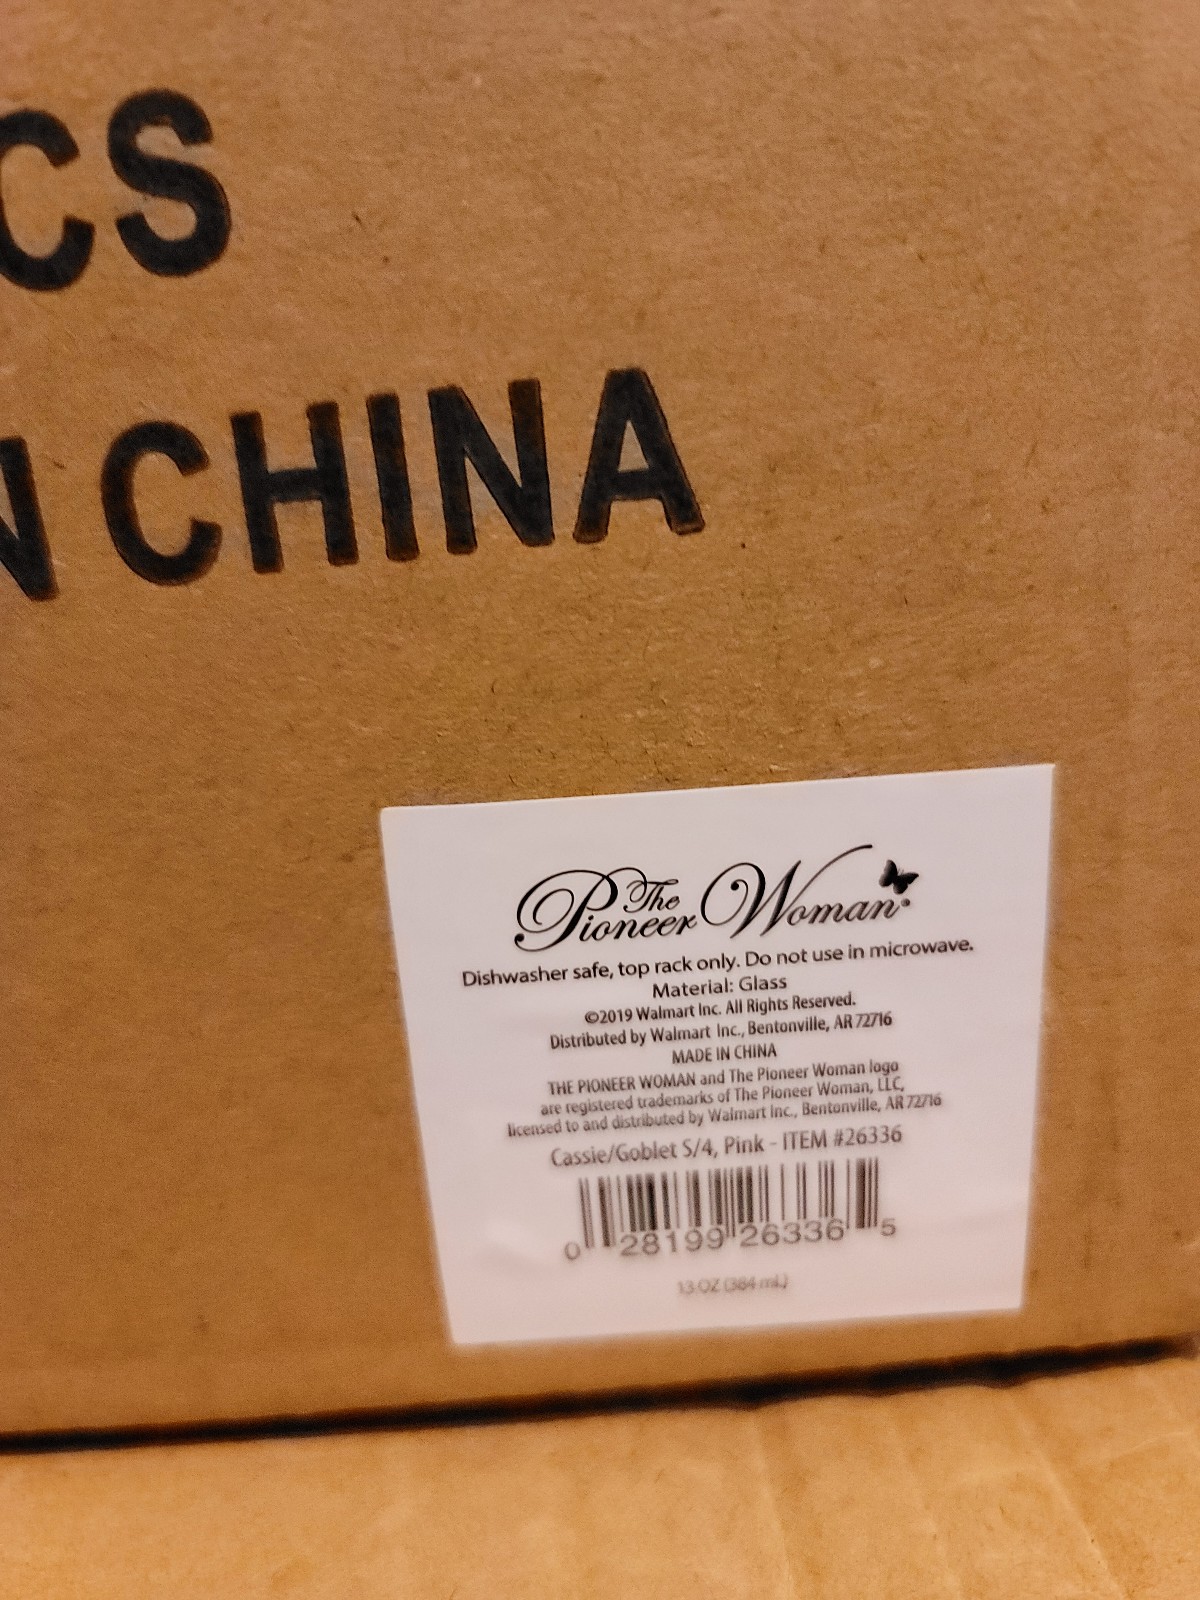 CS
N CHINA
The
Pioneer Woman®
Dishwasher safe, top rack only. Do not use in microwave.
Material: Glass
©2019 Walmart Inc. All Rights Reserved.
Distributed by Walmart Inc., Bentonville, AR 72716
MADE IN CHINA
THE PIONEER WOMAN and The Pioneer Woman logo
are registered trademarks of The Pioneer Woman, LLC,
licensed to and distributed by Walmart Inc., Bentonville, AR 72716
Cassie/Goblet S/4, Pink - ITEM #26336
0 28199 26336 5
13 OZ (384 mL)